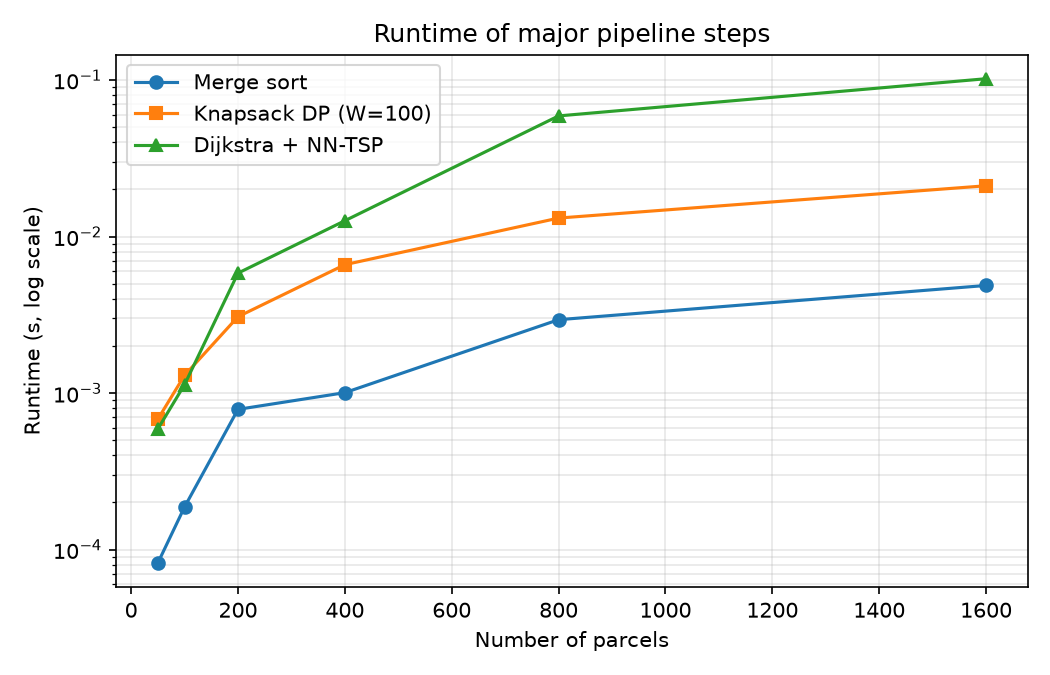 Runtime of major pipeline steps
Merge sort
Knapsack DP (W=100)
Dijkstra + NN-TSP
Runtime (s, log scale)
10⁻¹
10⁻²
10⁻³
10⁻⁴
0 200 400 600 800 1000 1200 1400 1600
Number of parcels